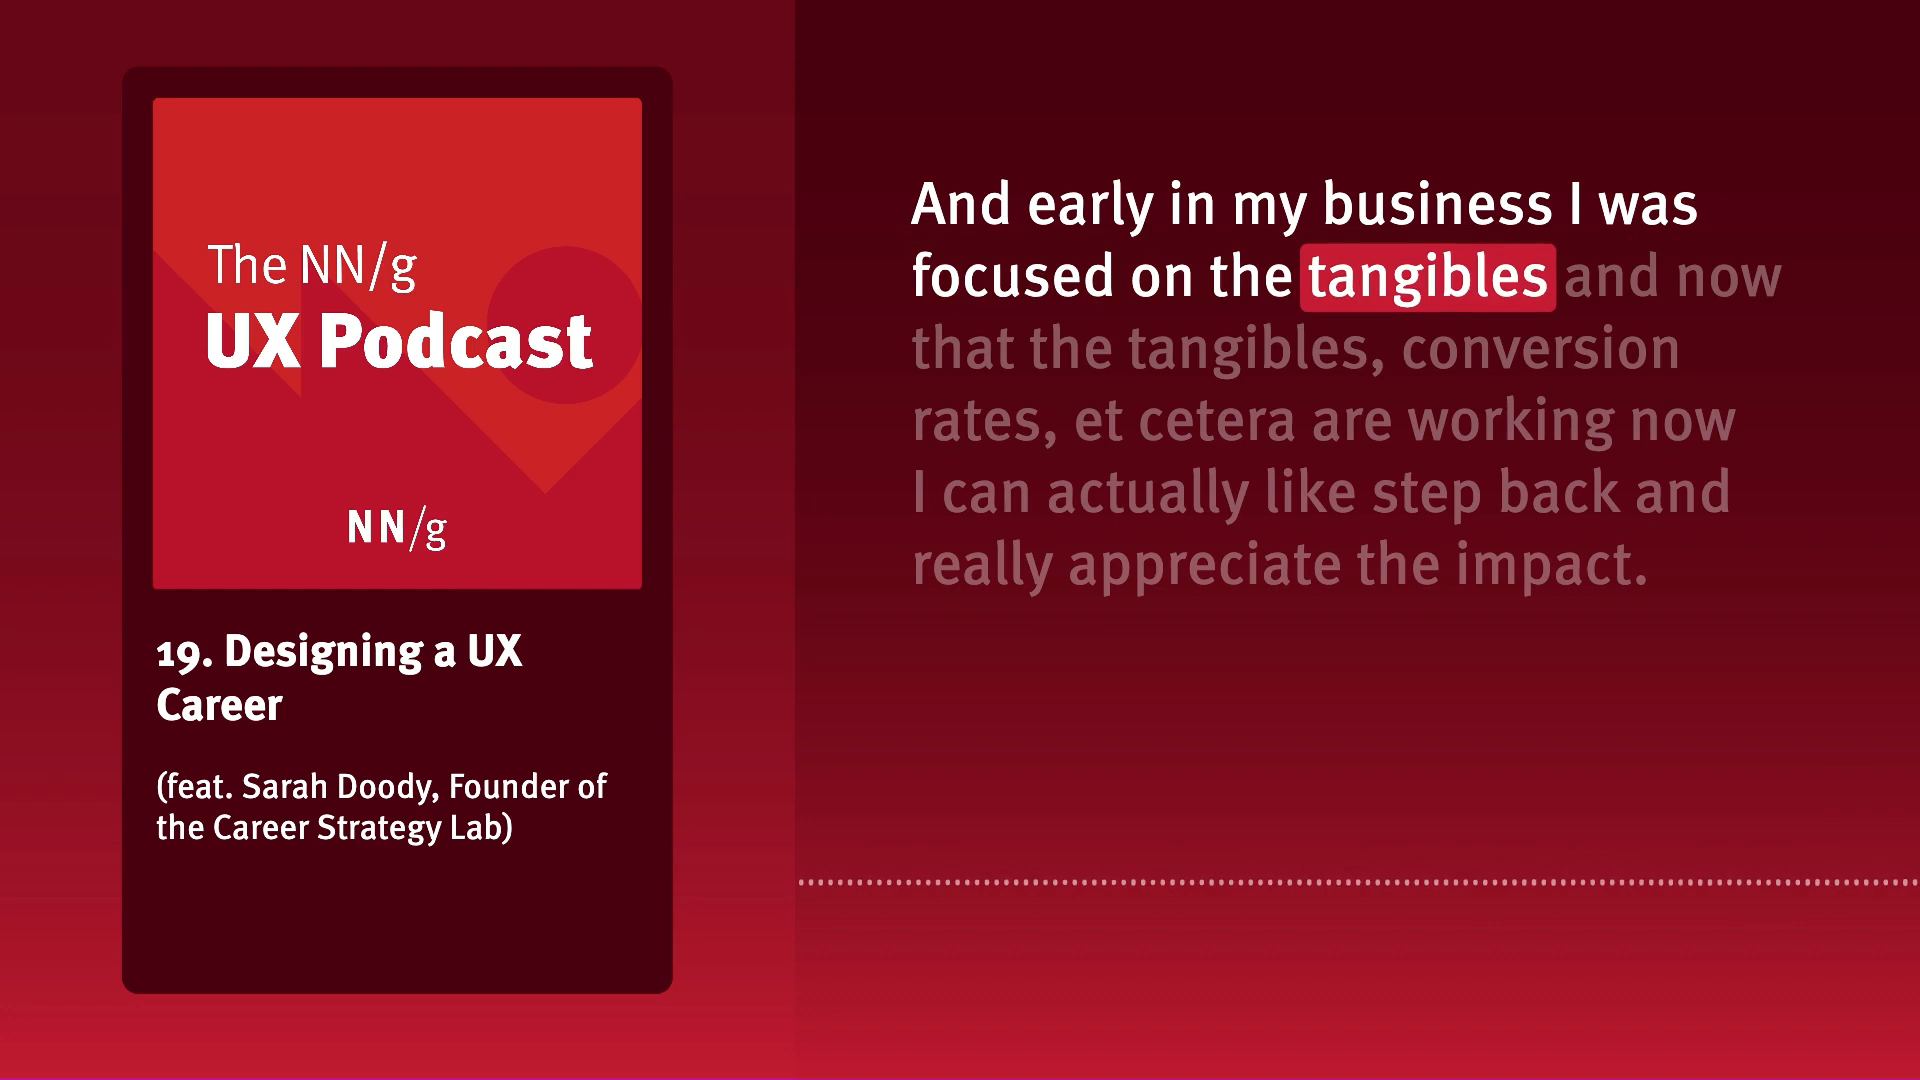 The NN/g
UX Podcast
NN/g
19. Designing a UX
Career
(feat. Sarah Doody, Founder of
the Career Strategy Lab)
And early in my business I was
focused on the tangibles and now
that the tangibles, conversion
rates, et cetera are working now
I can actually like step back and
really appreciate the impact.